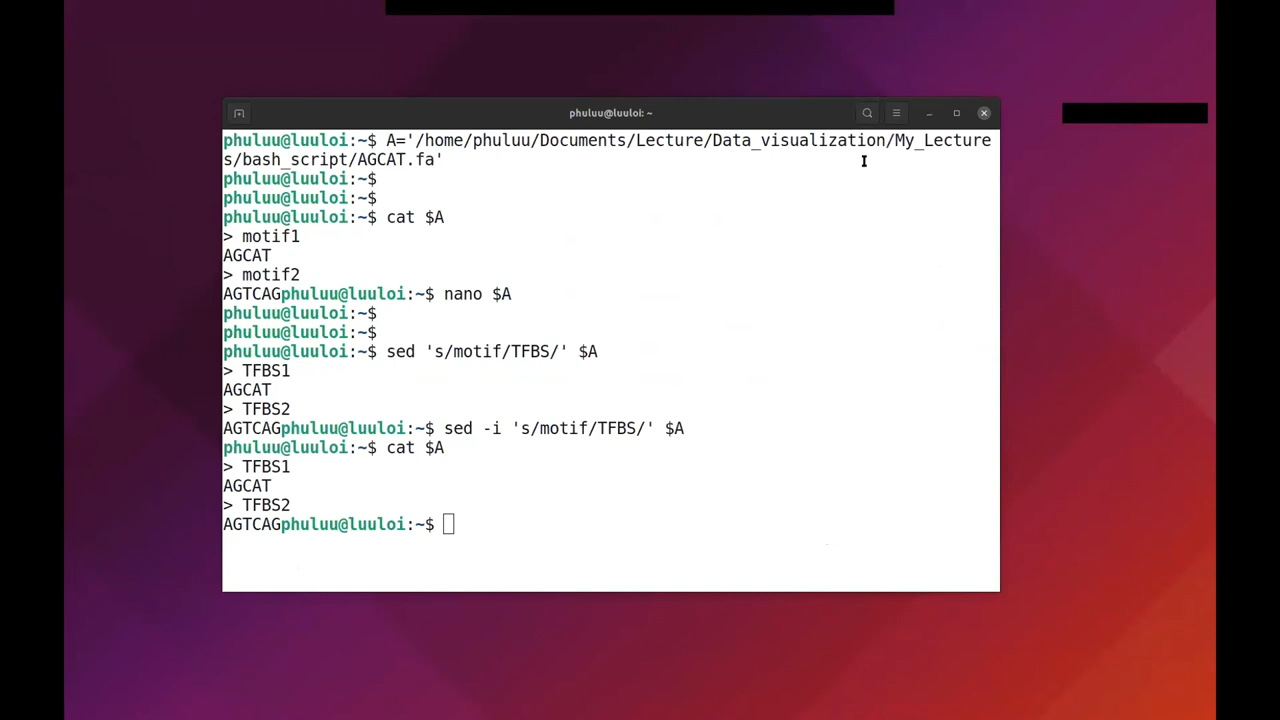 phuluu@luuloi: ~
phuluu@luuloi:~$ A='/home/phuluu/Documents/Lecture/Data_visualization/My_Lecture
s/bash_script/AGCAT.fa'
phuluu@luuloi:~$
phuluu@luuloi:~$
phuluu@luuloi:~$ cat $A
> motif1
AGCAT
> motif2
AGTCAGphuluu@luuloi:~$ nano $A
phuluu@luuloi:~$
phuluu@luuloi:~$
phuluu@luuloi:~$ sed 's/motif/TFBS/' $A
> TFBS1
AGCAT
> TFBS2
AGTCAGphuluu@luuloi:~$ sed -i 's/motif/TFBS/' $A
phuluu@luuloi:~$ cat $A
> TFBS1
AGCAT
> TFBS2
AGTCAGphuluu@luuloi:~$